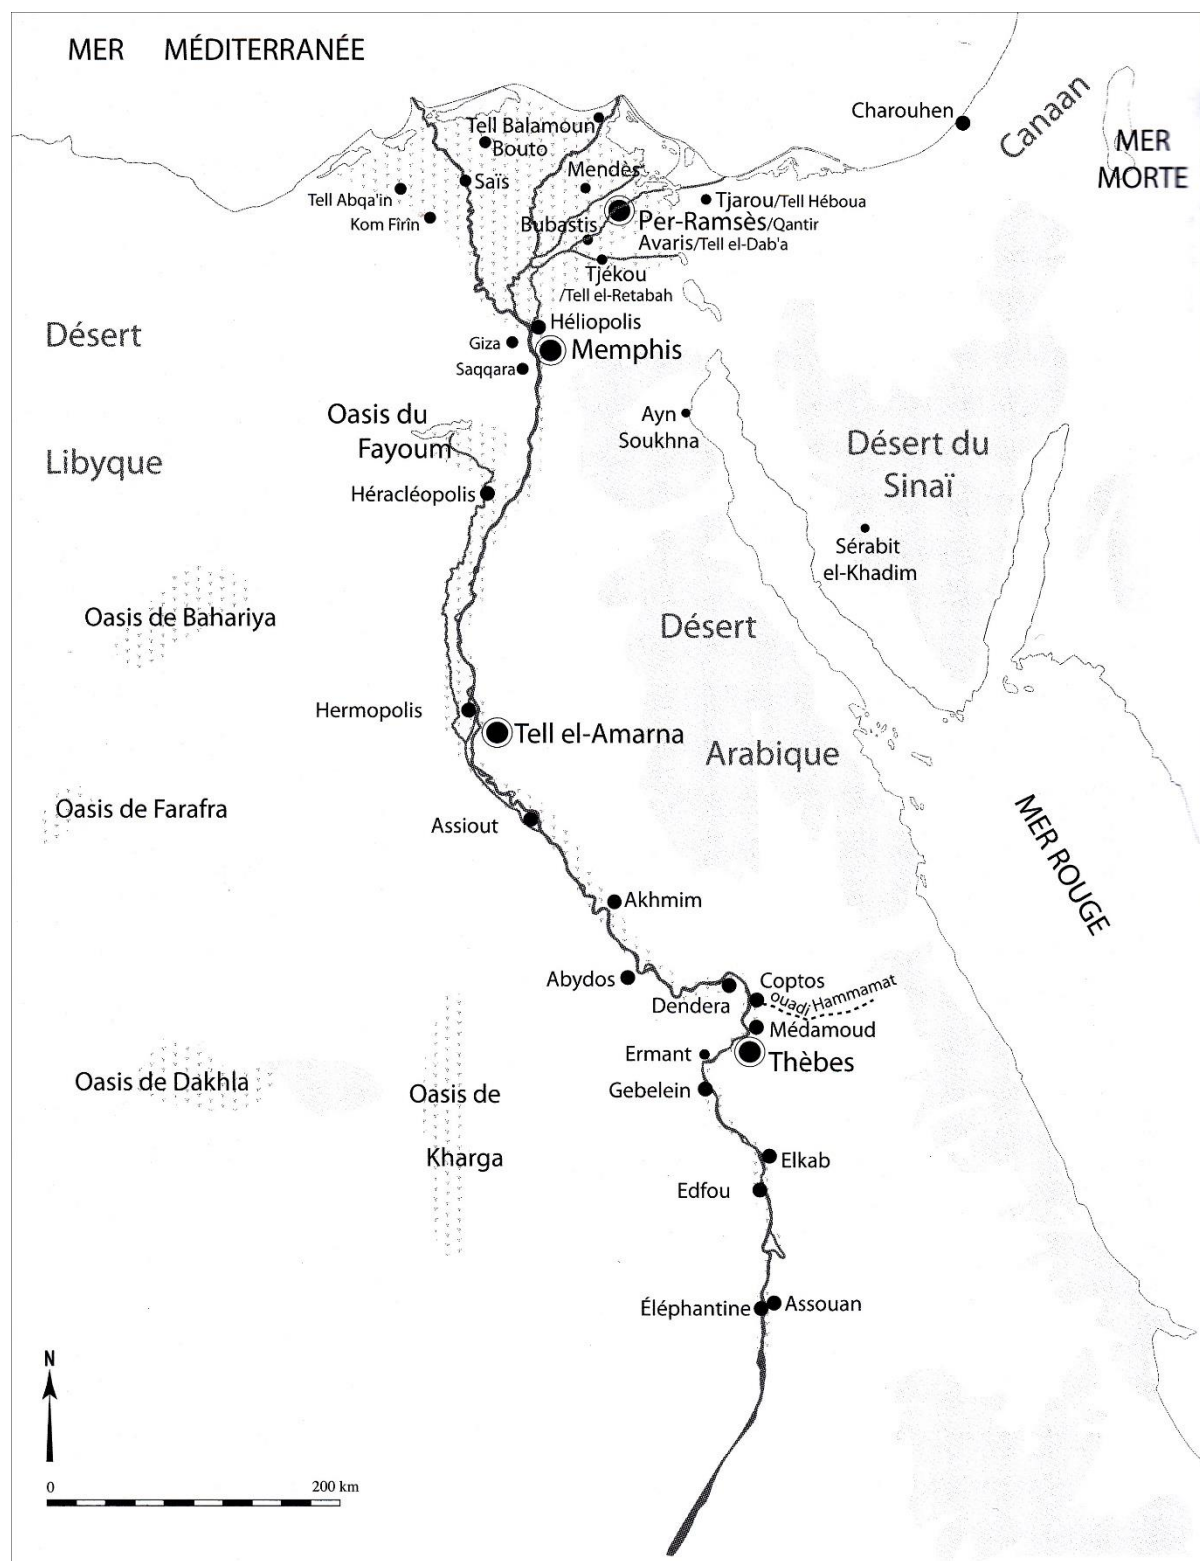 MER MÉDITERRANÉE
Charouhen
Canaan
MER
MORTE
Tell Balamoun
Bouto
Mendès
Saïs
Tell Abqa'in
Kom Fîrîn
Tjarou/Tell Héboua
Per-Ramsès/Qantir
Bubastis
Avaris/Tell el-Dab'a
Tjékou
/Tell el-Retabah
Héliopolis
Désert
Giza
Memphis
Saqqara
Oasis du
Fayoum
Ayn
Soukhna
Désert du
Sinaï
Libyque
Héracléopolis
Sérabit
el-Khadim
Oasis de Bahariya
Désert
Hermopolis
Tell el-Amarna
Arabique
Oasis de Farafra
Assiout
MER ROUGE
Akhmim
Abydos
Dendera
Coptos
ouadi Hammamat
Médamoud
Ermant
Thèbes
Oasis de Dakhla
Oasis de
Kharga
Gebelein
Elkab
Edfou
Éléphantine
Assouan
N
0 200 km